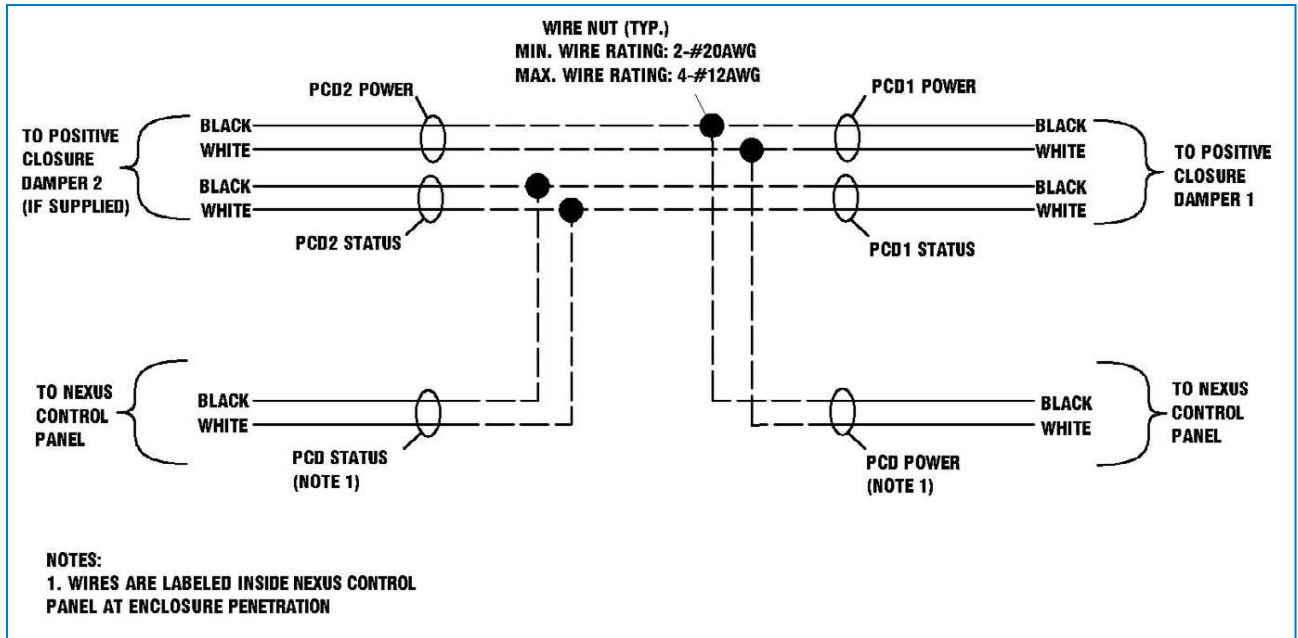 WIRE NUT (TYP.)
MIN. WIRE RATING: 2-#20AWG
MAX. WIRE RATING: 4-#12AWG
PCD2 POWER
PCD1 POWER
TO POSITIVE
CLOSURE
DAMPER 2
(IF SUPPLIED)
BLACK
WHITE
BLACK
WHITE
BLACK
WHITE
BLACK
WHITE
TO POSITIVE
CLOSURE
DAMPER 1
PCD2 STATUS
PCD1 STATUS
TO NEXUS
CONTROL
PANEL
BLACK
WHITE
PCD STATUS
(NOTE 1)
BLACK
WHITE
TO NEXUS
CONTROL
PANEL
PCD POWER
(NOTE 1)
NOTES:
1. WIRES ARE LABELED INSIDE NEXUS CONTROL
PANEL AT ENCLOSURE PENETRATION